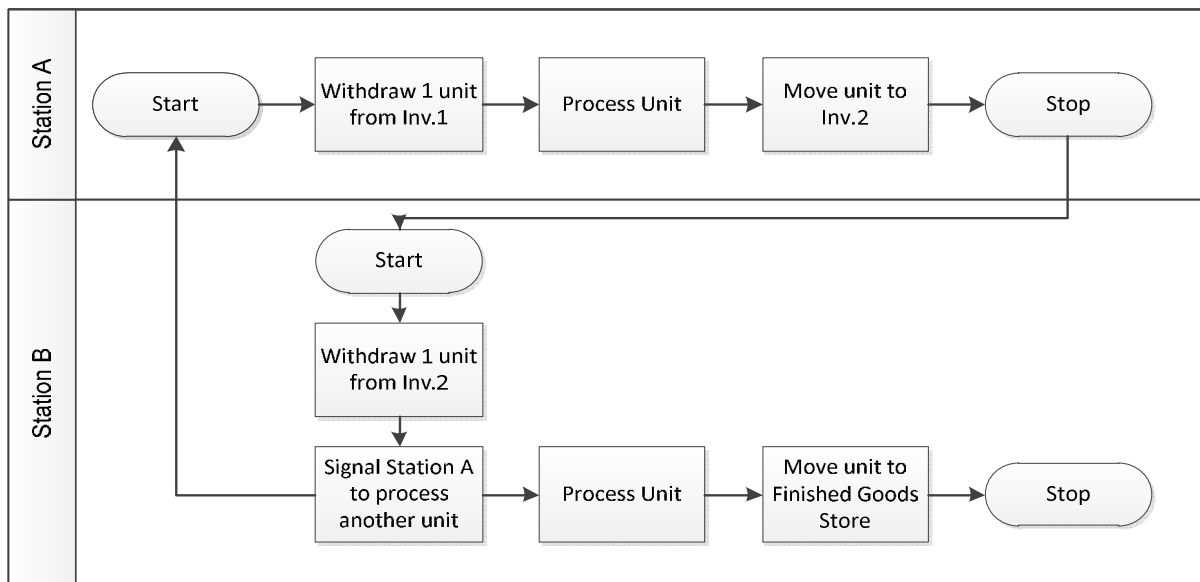 Station A
Start
Withdraw 1 unit
from Inv.1
Process Unit
Move unit to
Inv.2
Stop
Station B
Start
Withdraw 1 unit
from Inv.2
Signal Station A
to process
another unit
Process Unit
Move unit to
Finished Goods
Store
Stop